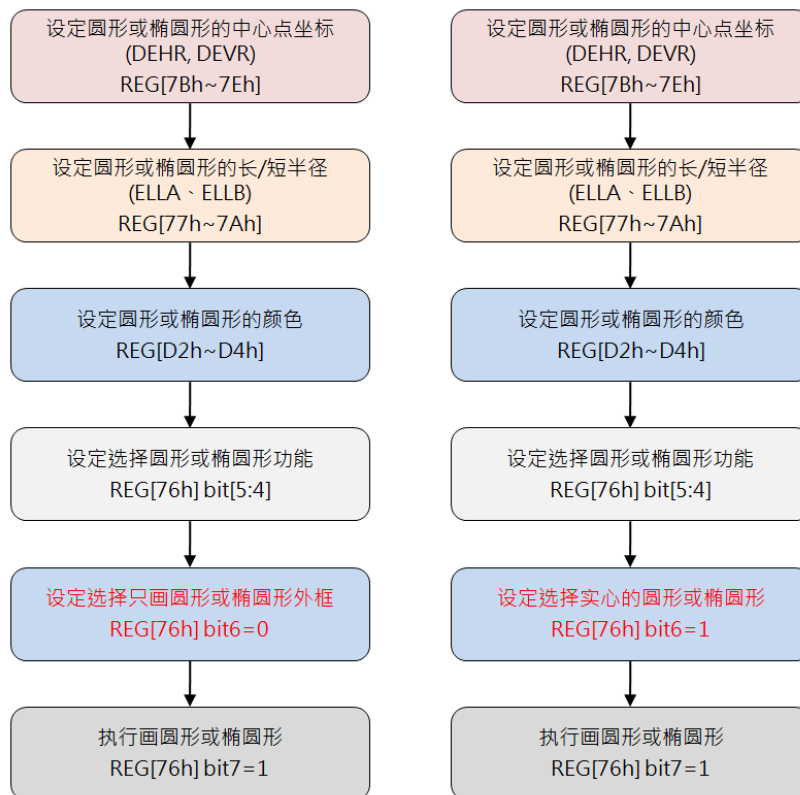 设定圆形或椭圆形的中心点坐标
(DEHR, DEVR)
REG[7Bh~7Eh]
设定圆形或椭圆形的长/短半径
(ELLA、ELLB)
REG[77h~7Ah]
设定圆形或椭圆形的颜色
REG[D2h~D4h]
设定选择圆形或椭圆形功能
REG[76h] bit[5:4]
设定选择只画圆形或椭圆形外框
REG[76h] bit6=0
执行画圆形或椭圆形
REG[76h] bit7=1
设定圆形或椭圆形的中心点坐标
(DEHR, DEVR)
REG[7Bh~7Eh]
设定圆形或椭圆形的长/短半径
(ELLA、ELLB)
REG[77h~7Ah]
设定圆形或椭圆形的颜色
REG[D2h~D4h]
设定选择圆形或椭圆形功能
REG[76h] bit[5:4]
设定选择实心的圆形或椭圆形
REG[76h] bit6=1
执行画圆形或椭圆形
REG[76h] bit7=1